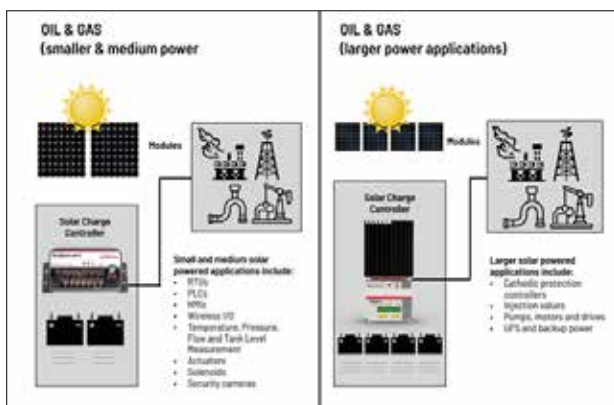 OIL & GAS
(smaller & medium power
Modules
Solar Charge
Controller
Small and medium solar
powered applications include:
• RTUs
• PLCs
• HMIs
• Wireless I/O
• Temperature, Pressure,
Flow and Tank Level
Measurement
• Actuators
• Solenoids
• Security cameras
OIL & GAS
(larger power applications)
Modules
Solar Charge
Controller
Larger solar powered
applications include:
• Cathodic protection
controllers
• Injection valves
• Pumps, motors and drives
• GPS and backup power